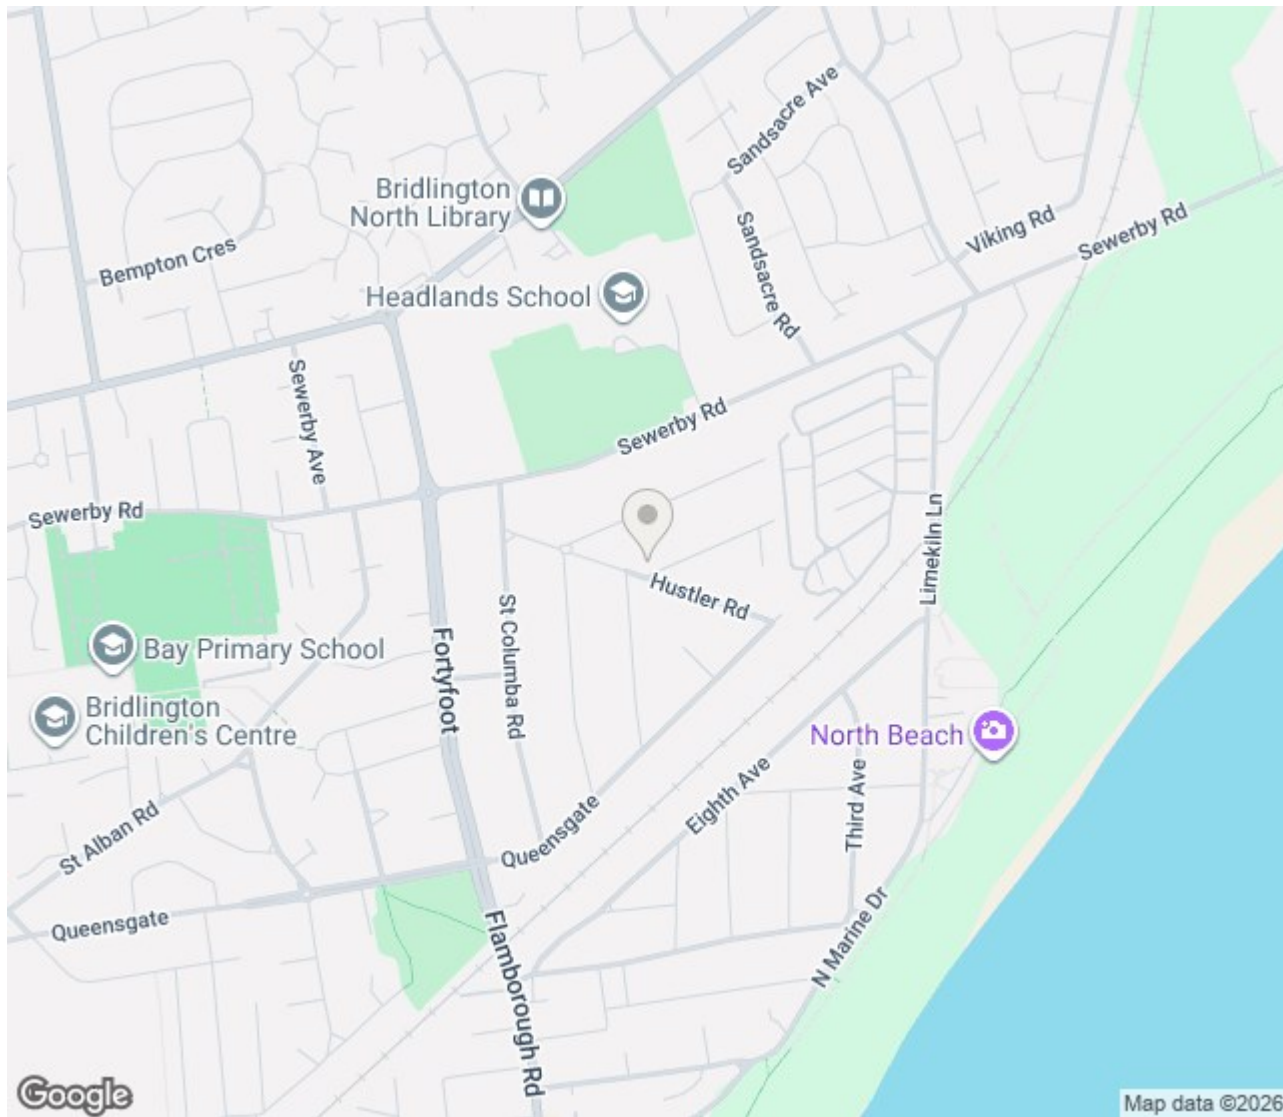 Sandsacre Ave
Bridlington
North Library
Sandsacre Rd
Viking Rd
Sewerby Rd
Bempton Cres
Headlands School
Sewerby Ave
Sewerby Rd
Sewerby Rd
Limekiln Ln
Hustler Rd
St Columba Rd
Fortyfoot
Bay Primary School
Bridlington
Children's Centre
North Beach
Eighth Ave
Third Ave
St Alban Rd
Queensgate
Queensgate
Flamborough Rd
N Marine Dr
Google
Map data ©2026